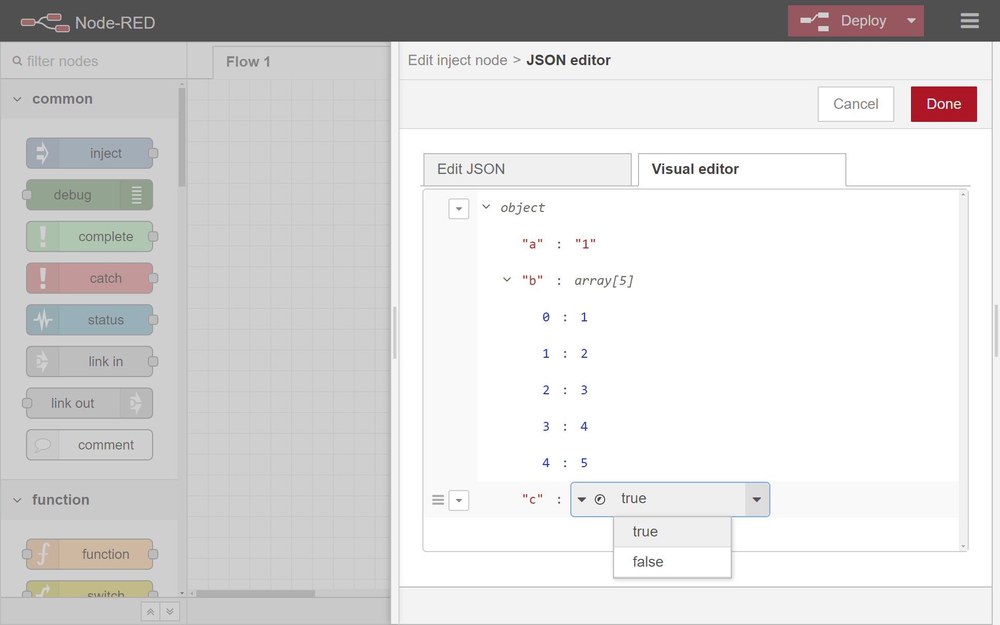 Node-RED
Deploy
filter nodes
Flow 1
Edit inject node > JSON editor
common
Cancel
Done
inject
debug
complete
catch
status
link in
link out
comment
function
function
switch
Edit JSON
Visual editor
object
"a" : "1"
"b" : array[5]
0 : 1
1 : 2
2 : 3
3 : 4
4 : 5
"c" : true
true
false